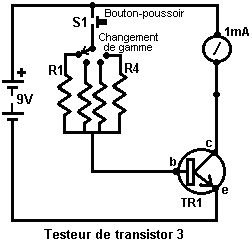 Bouton-poussoir
S1
Changement
de gamme
1mA
R1
R4
+
9V
c
b
e
TR1
Testeur de transistor 3